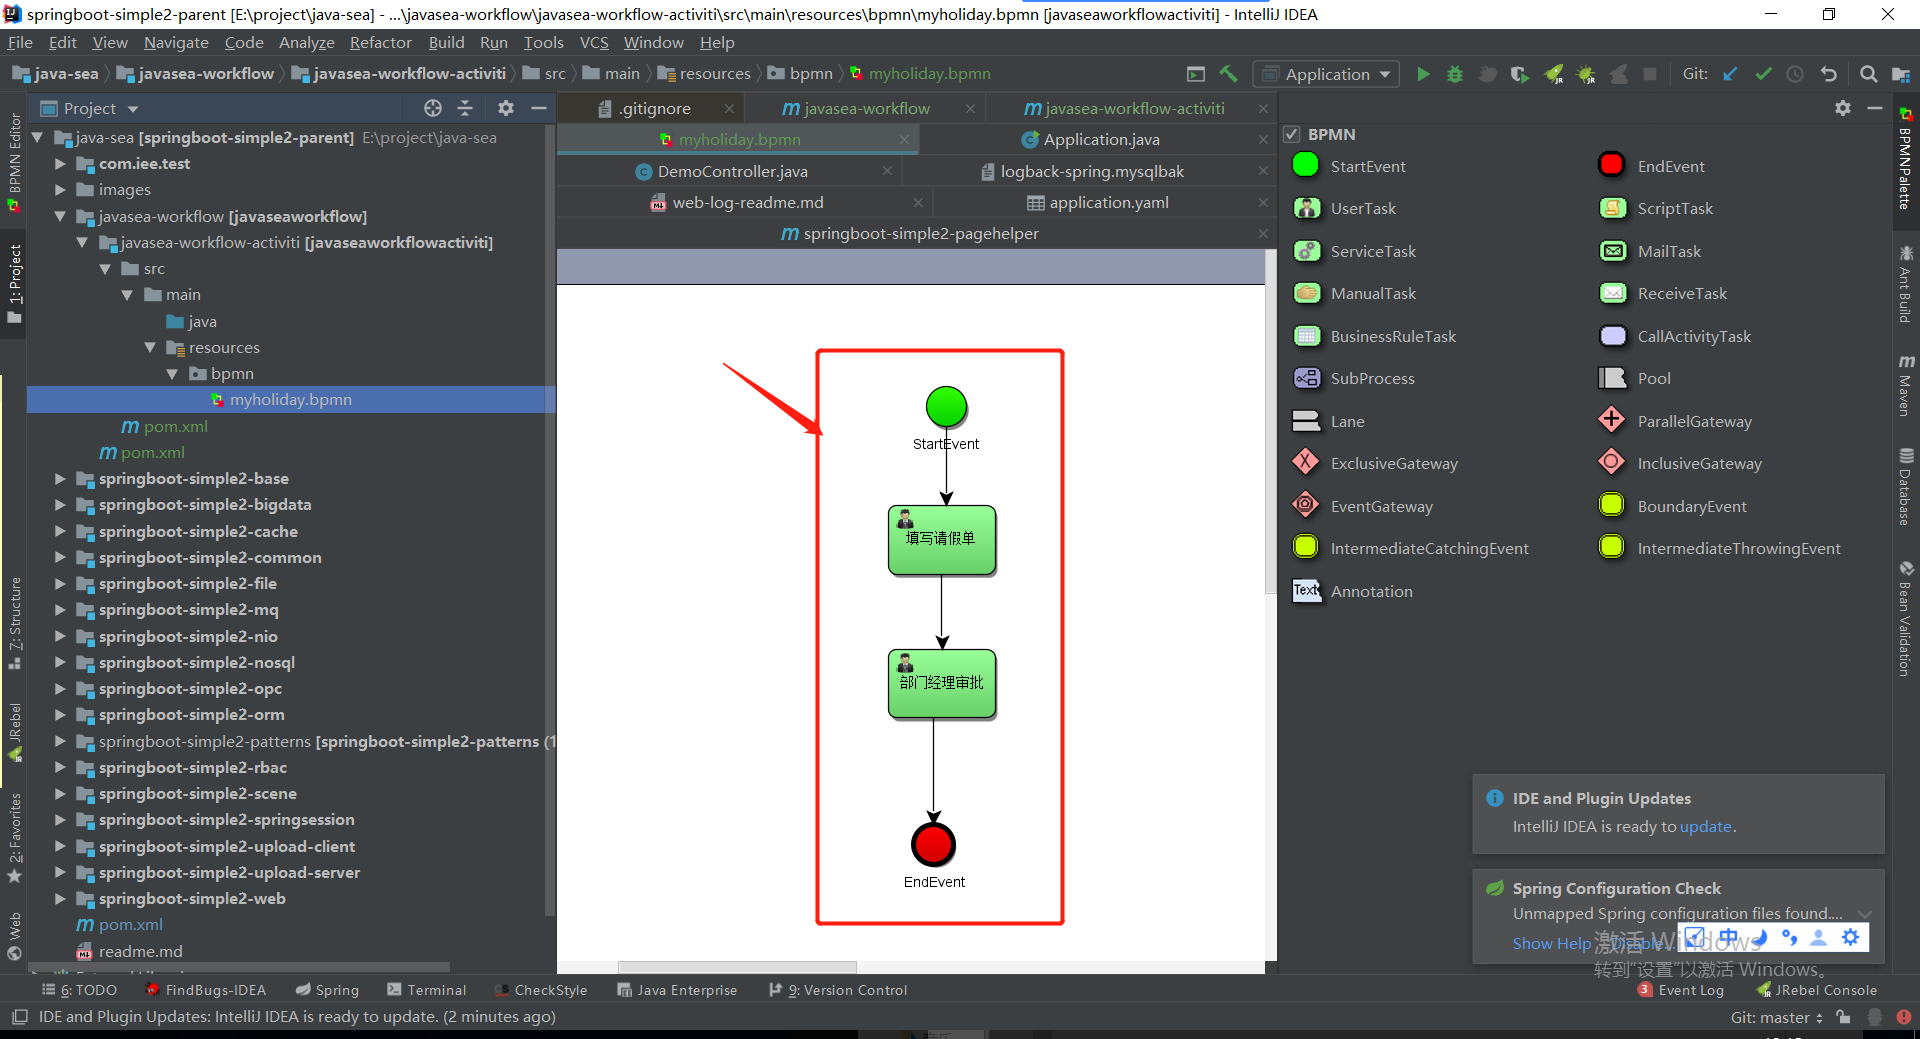 springboot-simple2-parent [E:\project\java-sea] - ...\javasea-workflow\javasea-workflow-activiti\src\main\resources\bpmn\myholiday.bpmn [javaseaworkflowactiviti] - IntelliJ IDEA
File Edit View Navigate Code Analyze Refactor Build Run Tools VCS Window Help
java-sea javasea-workflow javasea-workflow-activiti src main resources bpmn myholiday.bpmn
Application
Git:
BPMN Editor
1: Project
7: Structure
JRebel
2: Favorites
Web
Project
java-sea [springboot-simple2-parent] E:\project\java-sea
com.iee.test
images
javasea-workflow [javaseaworkflow]
javasea-workflow-activiti [javaseaworkflowactiviti]
src
main
java
resources
bpmn
myholiday.bpmn
pom.xml
pom.xml
springboot-simple2-base
springboot-simple2-bigdata
springboot-simple2-cache
springboot-simple2-common
springboot-simple2-file
springboot-simple2-mq
springboot-simple2-nio
springboot-simple2-nosql
springboot-simple2-opc
springboot-simple2-orm
springboot-simple2-patterns [springboot-simple2-patterns (1
springboot-simple2-rbac
springboot-simple2-scene
springboot-simple2-springsession
springboot-simple2-upload-client
springboot-simple2-upload-server
springboot-simple2-web
pom.xml
readme.md
.gitignore javasea-workflow javasea-workflow-activiti
myholiday.bpmn Application.java
DemoController.java logback-spring.mysqlbak
web-log-readme.md application.yaml
springboot-simple2-pagehelper
StartEvent
填写请假单
部门经理审批
EndEvent
BPMN
StartEvent EndEvent
UserTask ScriptTask
ServiceTask MailTask
ManualTask ReceiveTask
BusinessRuleTask CallActivityTask
SubProcess Pool
Lane ParallelGateway
ExclusiveGateway InclusiveGateway
EventGateway BoundaryEvent
IntermediateCatchingEvent IntermediateThrowingEvent
Text Annotation
BPMNPalette
Ant Build
Maven
Database
Bean Validation
IDE and Plugin Updates
IntelliJ IDEA is ready to update.
Spring Configuration Check
Unmapped Spring configuration files found....
Show Help Disable...
中
激活 Windows
转到“设置”以激活 Windows。
6: TODO FindBugs-IDEA Spring Terminal CheckStyle Java Enterprise 9: Version Control
3 Event Log JRebel Console
IDE and Plugin Updates: IntelliJ IDEA is ready to update. (2 minutes ago)
Git: master